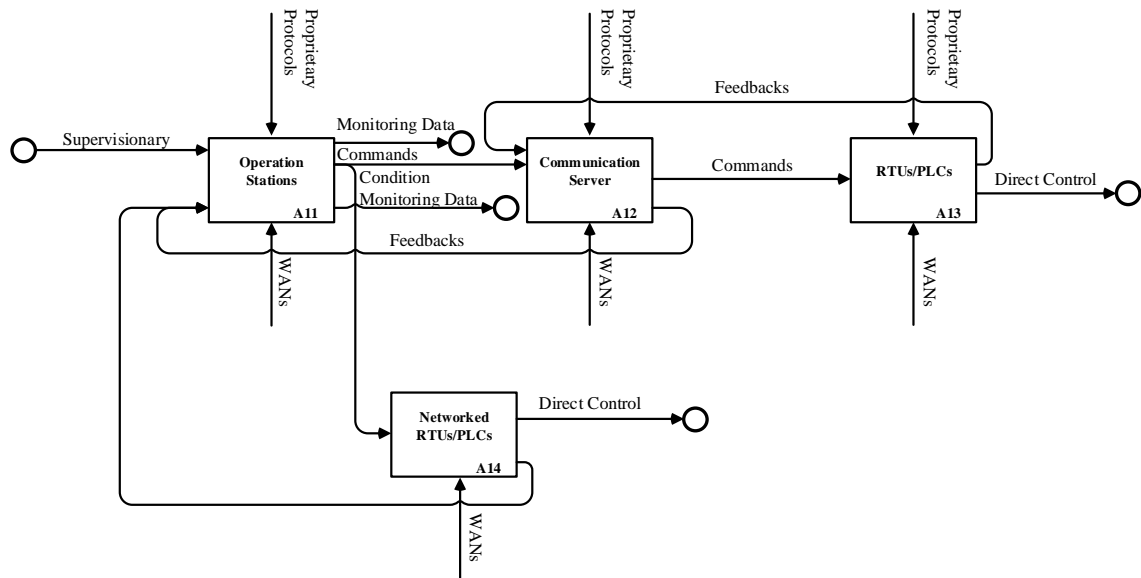 Proprietary
Protocols
Proprietary
Protocols
Proprietary
Protocols
Feedbacks
Supervisionary
Monitoring Data
Operation
Stations
A11
Commands
Condition
Monitoring Data
Communication
Server
A12
Commands
RTUs/PLCs
A13
Direct Control
Feedbacks
WANs
WANs
WANs
Networked
RTUs/PLCs
A14
Direct Control
WANs